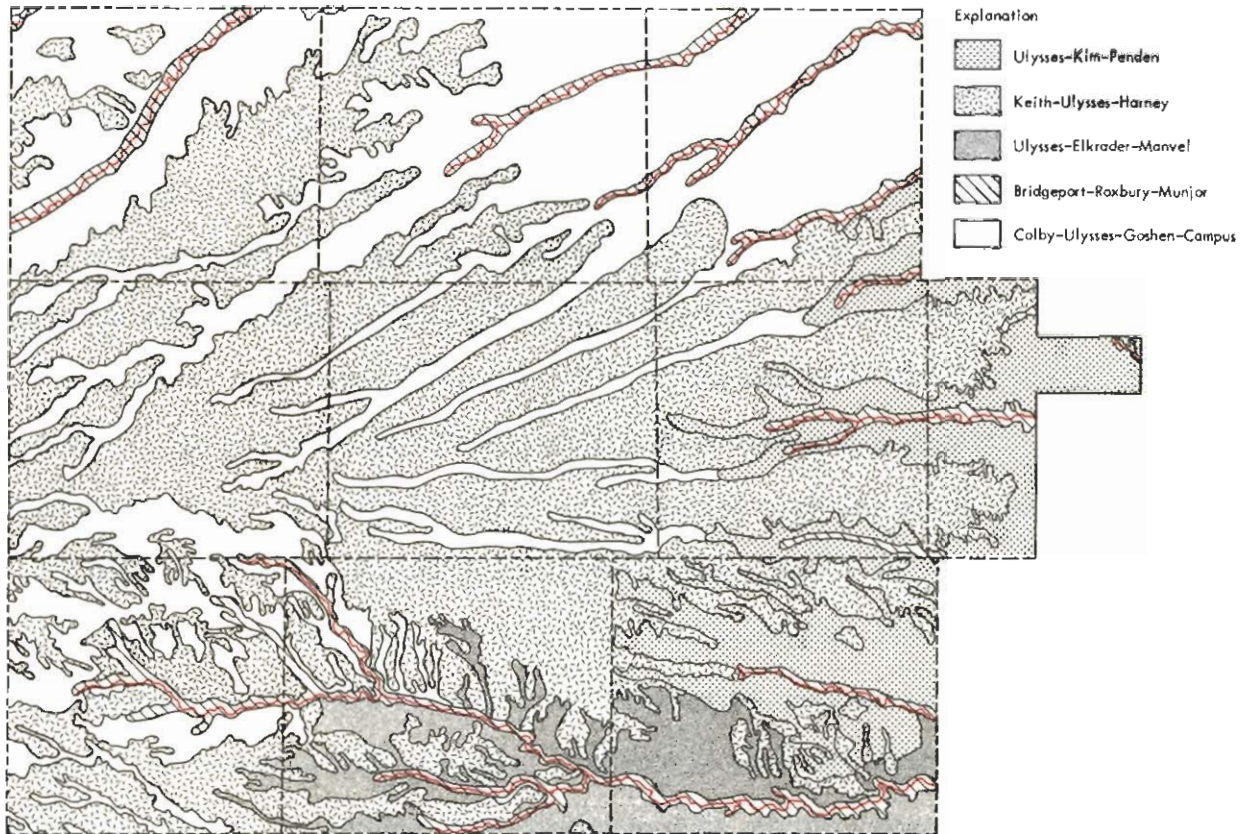 Explanation
Ulysses-Kim-Penden
Keith-Ulysses-Harney
Ulysses-Elkrader-Manvel
Bridgeport-Roxbury-Munjor
Colby-Ulysses-Goshen-Campus